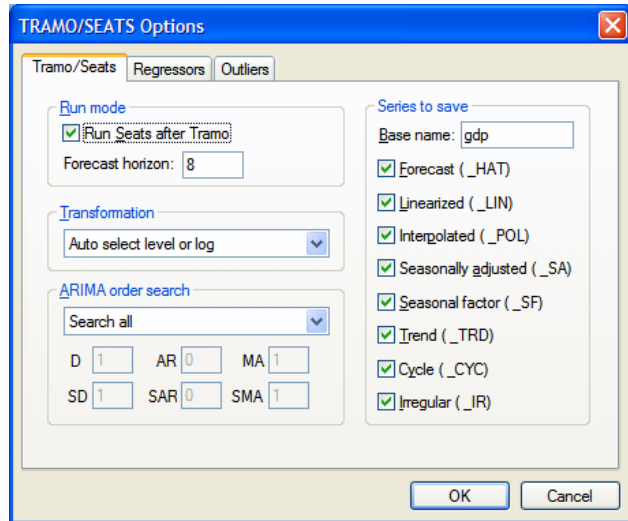 TRAMO/SEATS Options
Tramo/Seats Regressors Outliers
Run mode
Run Seats after Tramo
Forecast horizon: 8
Transformation
Auto select level or log
ARIMA order search
Search all
D 1 AR 0 MA 1
SD 1 SAR 0 SMA 1
Series to save
Base name: gdp
Forecast ( _HAT)
Linearized ( _LIN)
Interpolated ( _POL)
Seasonally adjusted ( _SA)
Seasonal factor ( _SF)
Trend ( _TRD)
Cycle ( _CYC)
Irregular ( _IR)
OK Cancel